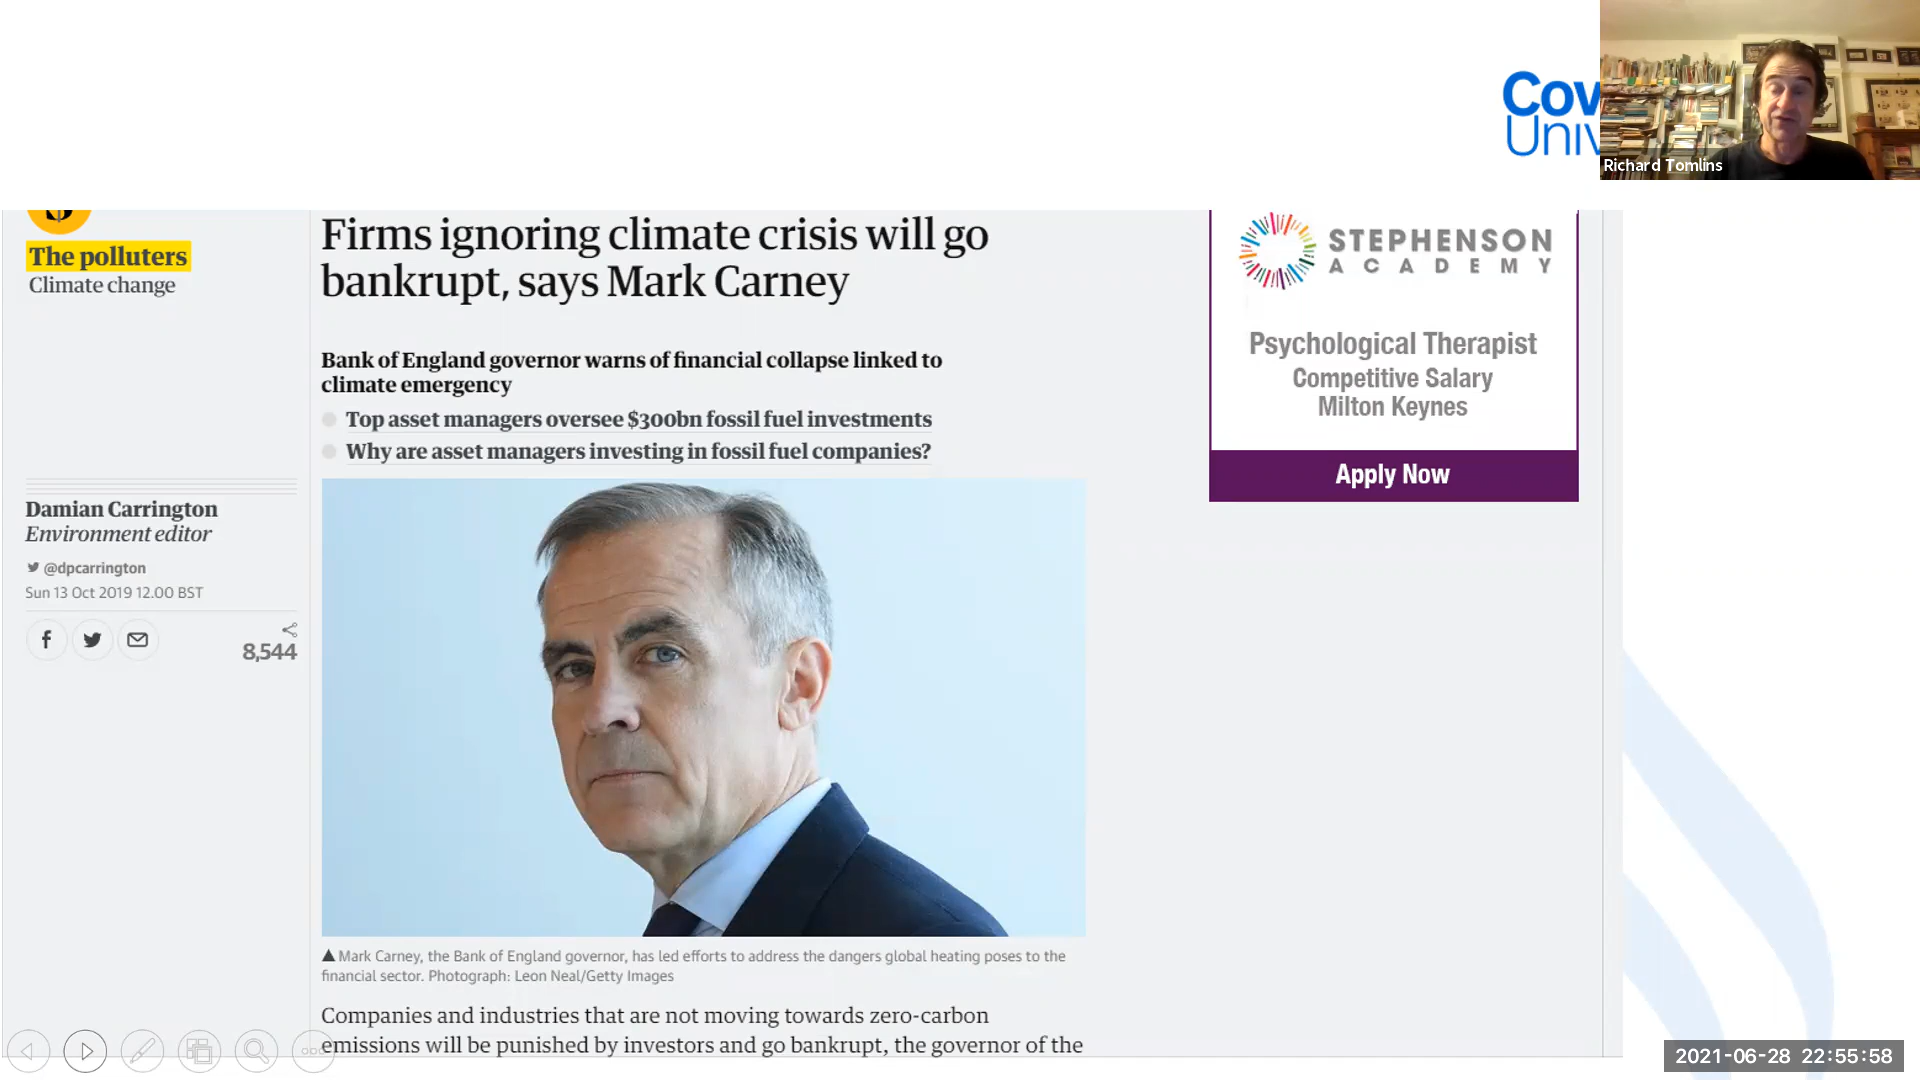 Cov
Univ
Richard Tomlins
$
The polluters
Climate change
Firms ignoring climate crisis will go
bankrupt, says Mark Carney
Bank of England governor warns of financial collapse linked to
climate emergency
Top asset managers oversee $300bn fossil fuel investments
Why are asset managers investing in fossil fuel companies?
Damian Carrington
Environment editor
@dpcarrington
Sun 13 Oct 2019 12.00 BST
f
8,544
STEPHENSON
ACADEMY
Psychological Therapist
Competitive Salary
Milton Keynes
Apply Now
Mark Carney, the Bank of England governor, has led efforts to address the dangers global heating poses to the
financial sector. Photograph: Leon Neal/Getty Images
Companies and industries that are not moving towards zero-carbon
emissions will be punished by investors and go bankrupt, the governor of the
2021-06-28 22:55:58